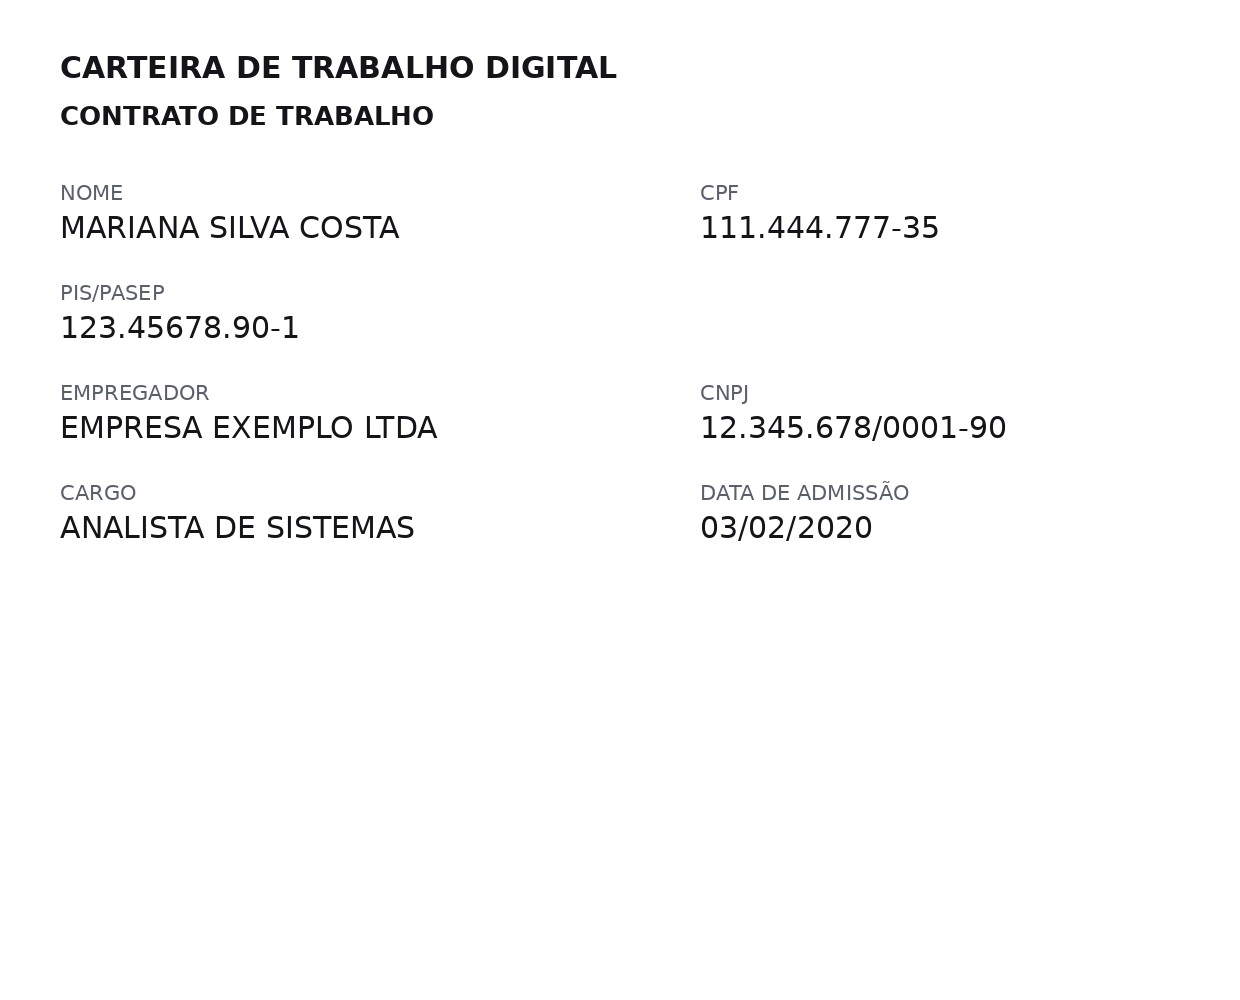 CARTEIRA DE TRABALHO DIGITAL
CONTRATO DE TRABALHO
NOME
MARIANA SILVA COSTA
CPF
111.444.777-35
PIS/PASEP
123.45678.90-1
EMPREGADOR
EMPRESA EXEMPLO LTDA
CNPJ
12.345.678/0001-90
CARGO
ANALISTA DE SISTEMAS
DATA DE ADMISSÃO
03/02/2020